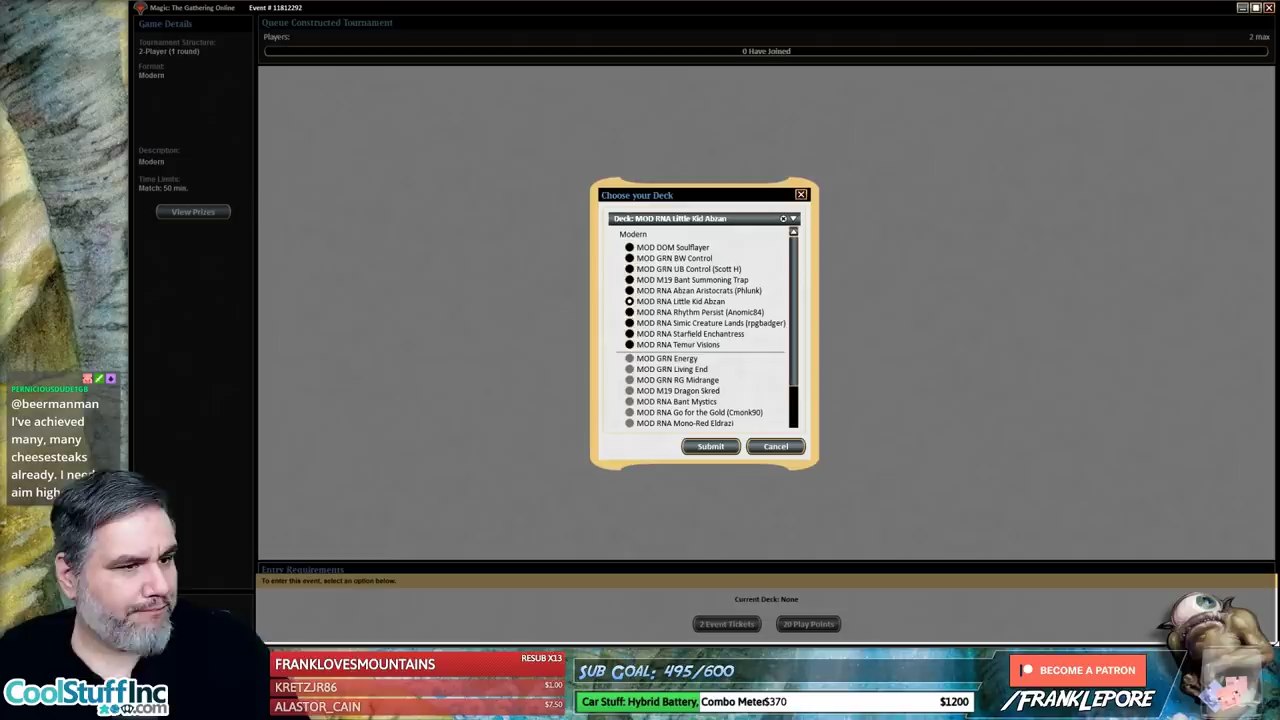 Magic: The Gathering Online
Event # 11812292
Game Details
Tournament Structure:
2-Player (1 round)
Format:
Modern
Description:
Modern
Time Limits:
Match; 50 min.
View Prizes
Queue Constructed Tournament
Players:
2 max
0 Have Joined
Choose your Deck
Deck: MOD RNA Little Kid Abzan
Modern
MOD DOM Soulflayer
MOD GRN BW Control
MOD GRN UB Control (Scott H)
MOD M19 Bant Summoning Trap
MOD RNA Abzan Aristocrats (Phlunk)
MOD RNA Little Kid Abzan
MOD RNA Rhythm Persist (Anomic84)
MOD RNA Simic Creature Lands (rpgbadger)
MOD RNA Starfield Enchantress
MOD RNA Temur Visions
MOD GRN Energy
MOD GRN Living End
MOD GRN RG Midrange
MOD M19 Dragon Skred
MOD RNA Bant Mystics
MOD RNA Go for the Gold (Cmonk90)
MOD RNA Mono-Red Eldrazi
Submit
Cancel
PERNICIOUSDUDETGB
@beermanman
I've achieved
many, many
cheesesteaks
already. I need
aim high
Entry Requirements
To enter this event, select an option below.
Current Deck: None
2 Event Tickets
20 Play Points
FRANKLOVESMOUNTAINS
RESUB X13
KRETZJR86
$1.00
ALASTOR_CAIN
$7.50
SUB GOAL: 495/600
Car Stuff: Hybrid Battery, Combo Meter$370
$1200
BECOME A PATRON
/FRANKLEPORE
CoolStuffInc
.com